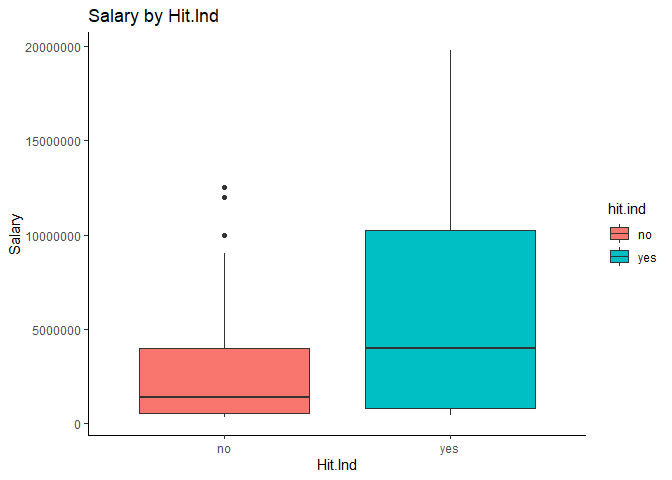 Salary by Hit.Ind
20000000
15000000
10000000
5000000
0
Salary
no
yes
Hit.Ind
hit.ind
no
yes